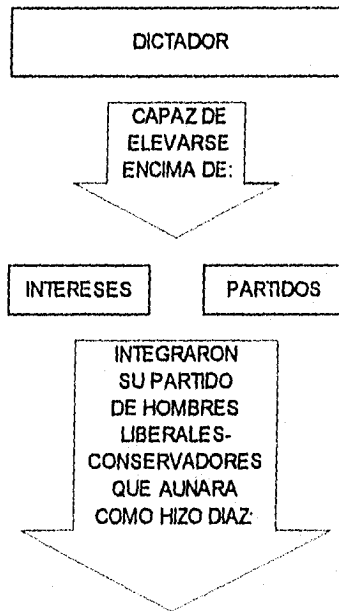 DICTADOR
CAPAZ DE
ELEVARSE
ENCIMA DE:
INTERESES
PARTIDOS
INTEGRARON
SU PARTIDO
DE HOMBRES
LIBERALES-
CONSERVADORES
QUE AUNARA
COMO HIZO DIAZ: